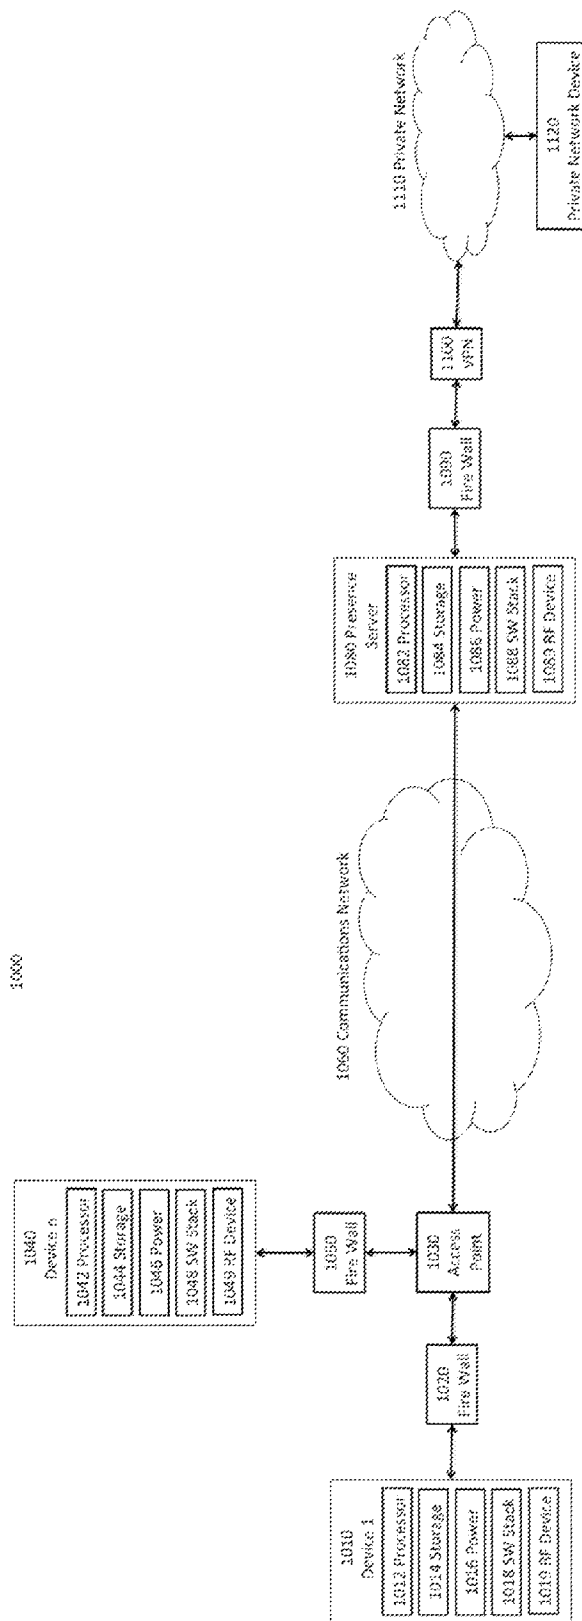 1000
1010
Device 1
1012 Processor
1014 Storage
1016 Power
1018 SW Stack
1019 RF Device
1020
Fire Wall
1030
Access
Point
1040
Device n
1042 Processor
1044 Storage
1046 Power
1048 SW Stack
1049 RF Device
1050
Fire Wall
1060 Communications Network
1080 Presence
Server
1082 Processor
1084 Storage
1086 Power
1088 SW Stack
1089 RF Device
1090
Fire Wall
1100
VPN
1110 Private Network
1120
Private Network Device